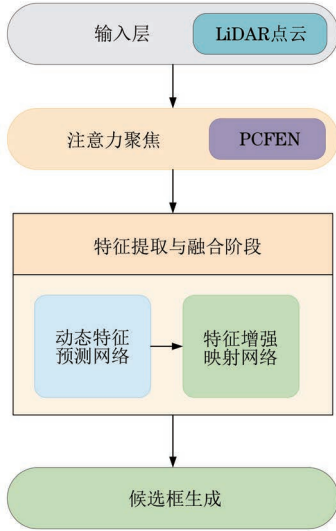 输入层
LiDAR点云
注意力聚焦
PCFEN
特征提取与融合阶段
动态特征
预测网络
特征增强
映射网络
候选框生成